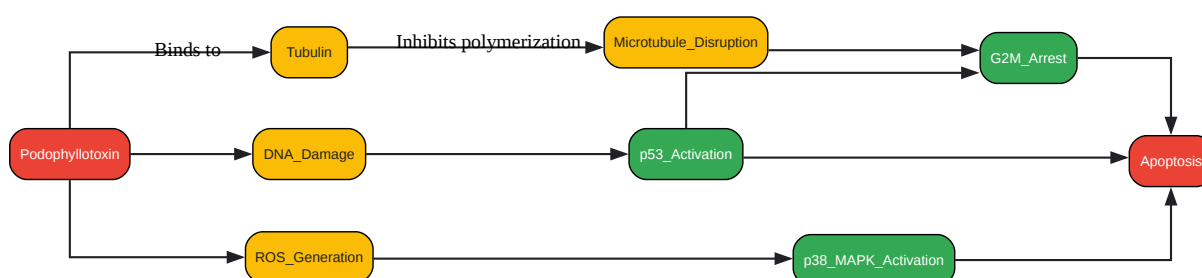 Binds to
Tubulin
Inhibits polymerization
Microtubule_Disruption
G2M_Arrest
Podophyllotoxin
DNA_Damage
p53_Activation
Apoptosis
ROS_Generation
p38_MAPK_Activation